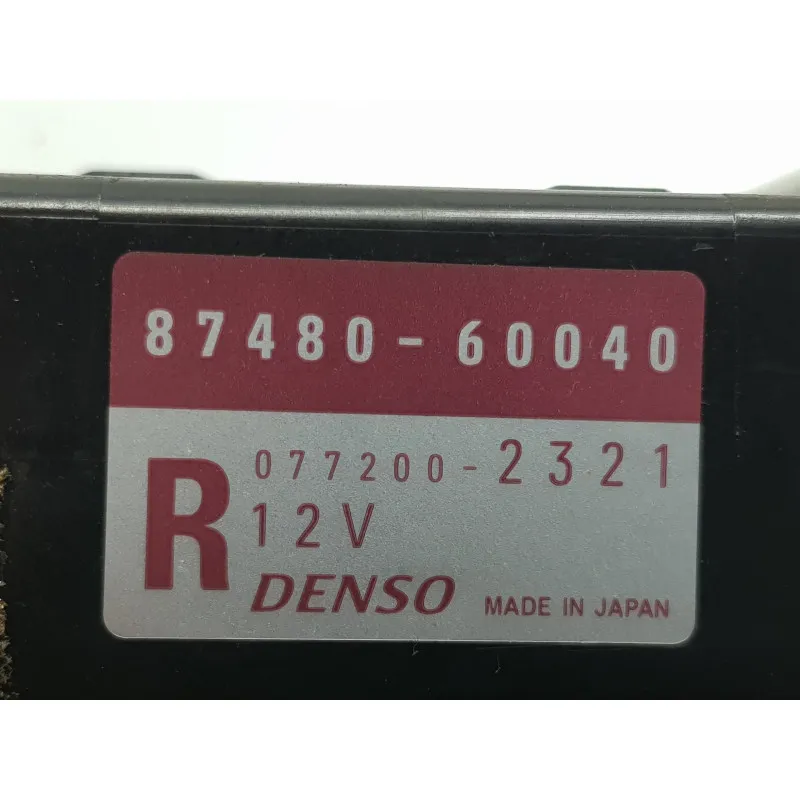 87480-60040
R 077200-2321
12V
DENSO MADE IN JAPAN